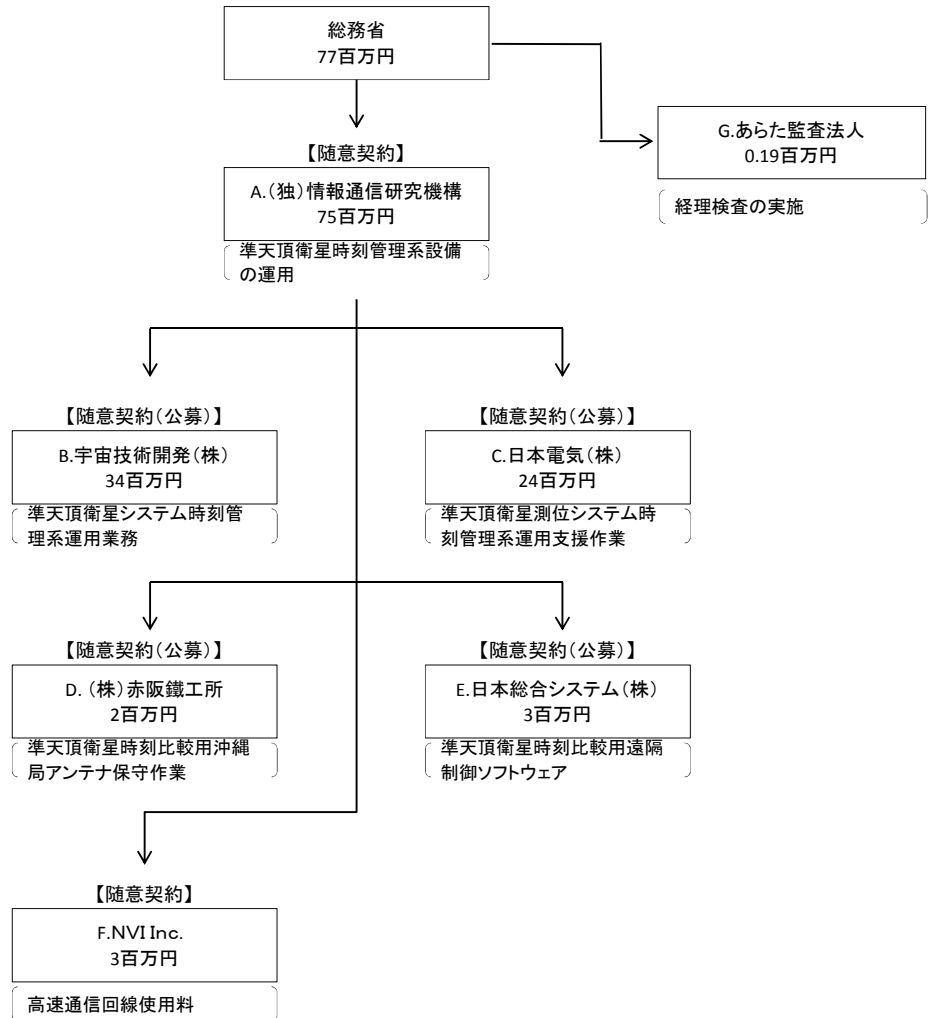 総務省
77百万円
G.あらた監査法人
0.19百万円
経理検査の実施
【随意契約】
A.(独)情報通信研究機構
75百万円
準天頂衛星時刻管理系設備
の運用
【随意契約(公募)】
B.宇宙技術開発(株)
34百万円
準天頂衛星システム時刻管
理系運用業務
【随意契約(公募)】
C.日本電気(株)
24百万円
準天頂衛星測位システム時
刻管理系運用支援作業
【随意契約(公募)】
D. (株)赤阪鐵工所
2百万円
準天頂衛星時刻比較用沖縄
局アンテナ保守作業
【随意契約(公募)】
E.日本総合システム(株)
3百万円
準天頂衛星時刻比較用遠隔
制御ソフトウェア
【随意契約】
F.NVI Inc.
3百万円
高速通信回線使用料